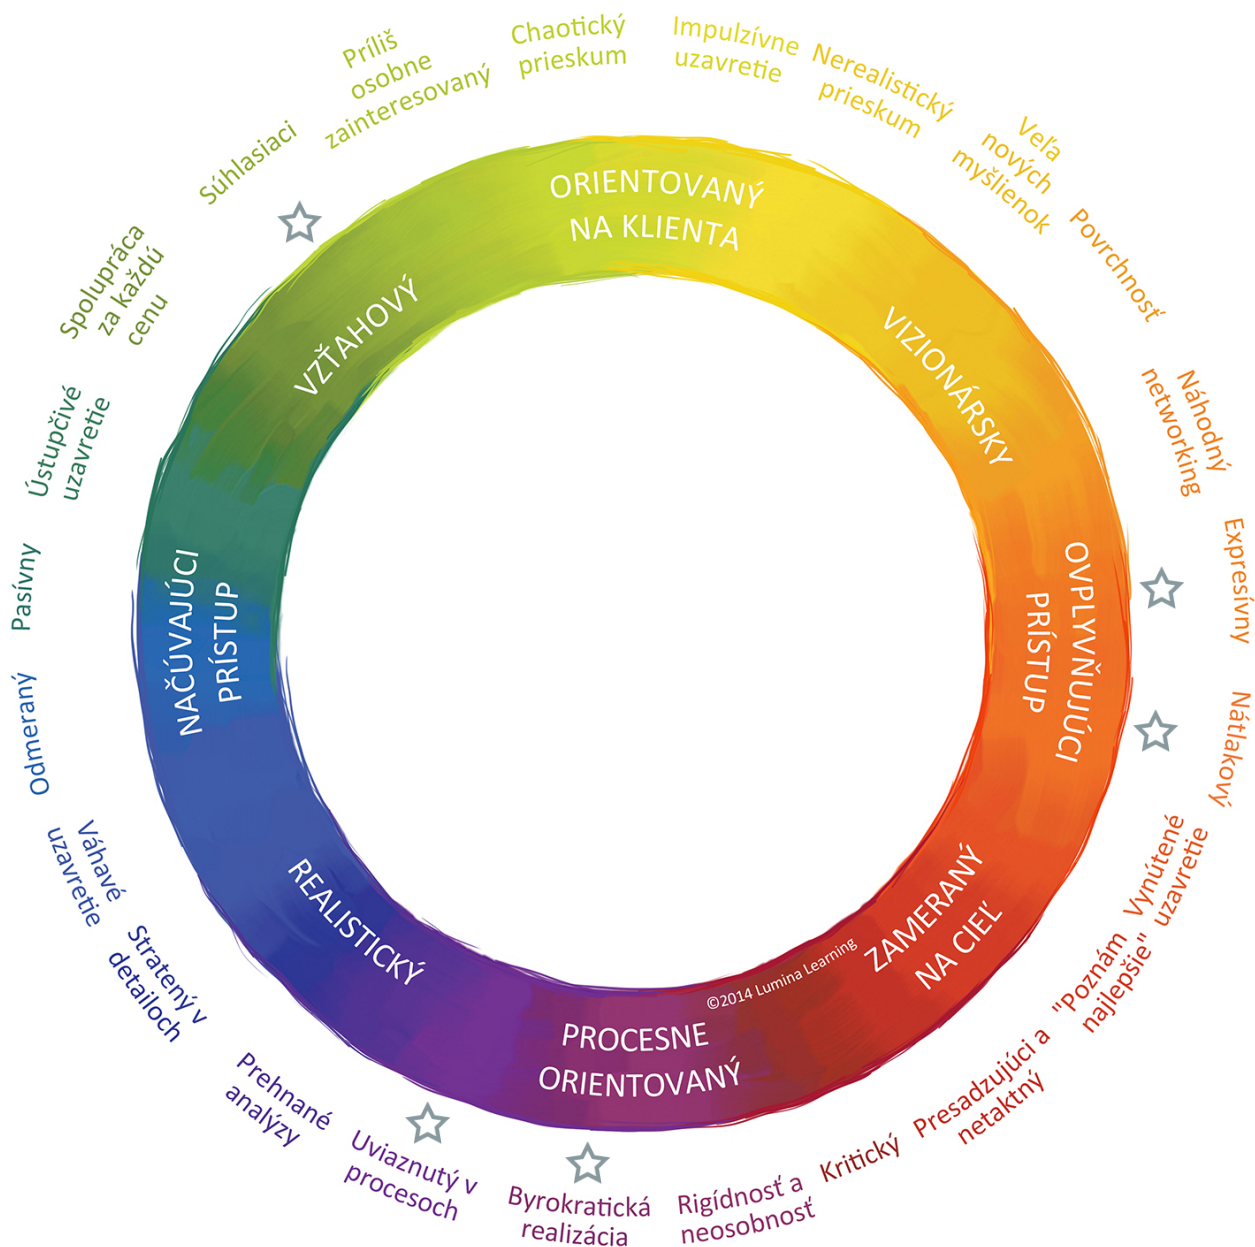 Chaotický
prieskum
Impulzívne
uzavretie
Nerealistický
prieskum
Veľa
nových
myšlienok
Povrchnosť
Náhodný
networking
Expresívny
Nátlakový
Vynútené
uzavretie
"Poznám
najlepšie"
Presadzujúci a
netaktný
Kritický
Rigídnosť a
neosobnosť
Byrokratická
realizácia
Uviaznutý v
procesoch
Prehnané
analýzy
Stratený v
detailoch
Váhavé
uzavretie
Odmeraný
Pasívny
Ústupčivé
uzavretie
Spolupráca
za každú
cenu
Súhlasiaci
Príliš
osobne
zainteresovaný
ORIENTOVANÝ
NA KLIENTA
VIZIONÁRSKY
OVPLYVŇUJÚCI
PRÍSTUP
ZAMERANÝ
NA CIEĽ
©2014 Lumina Learning
PROCESNE
ORIENTOVANÝ
REALISTICKÝ
NAČÚVAJÚCI
PRÍSTUP
VZŤAHOVÝ